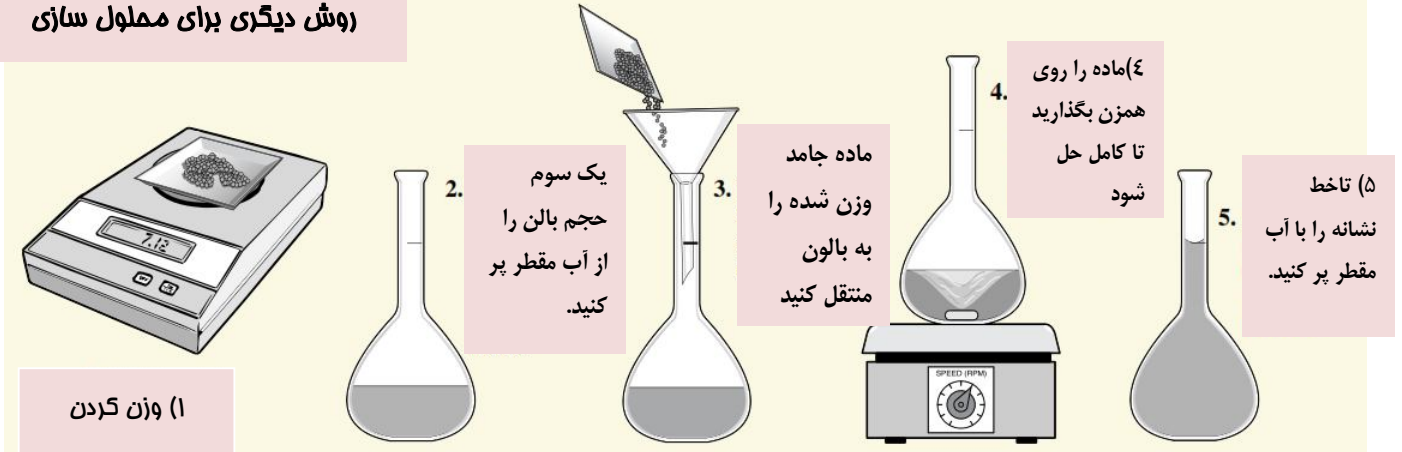 روش دیگری برای محلول سازی
7.12
۱) وزن کردن
2.
یک سوم
حجم بالن را
از آب مقطر پر
کنید.
3.
ماده جامد
وزن شده را
به بالون
منتقل کنید
4.
٤)ماده را روی
همزن بگذارید
تا کامل حل
شود
SPEED (RPM)
5.
۵) تاخط
نشانه را با آب
مقطر پر کنید.